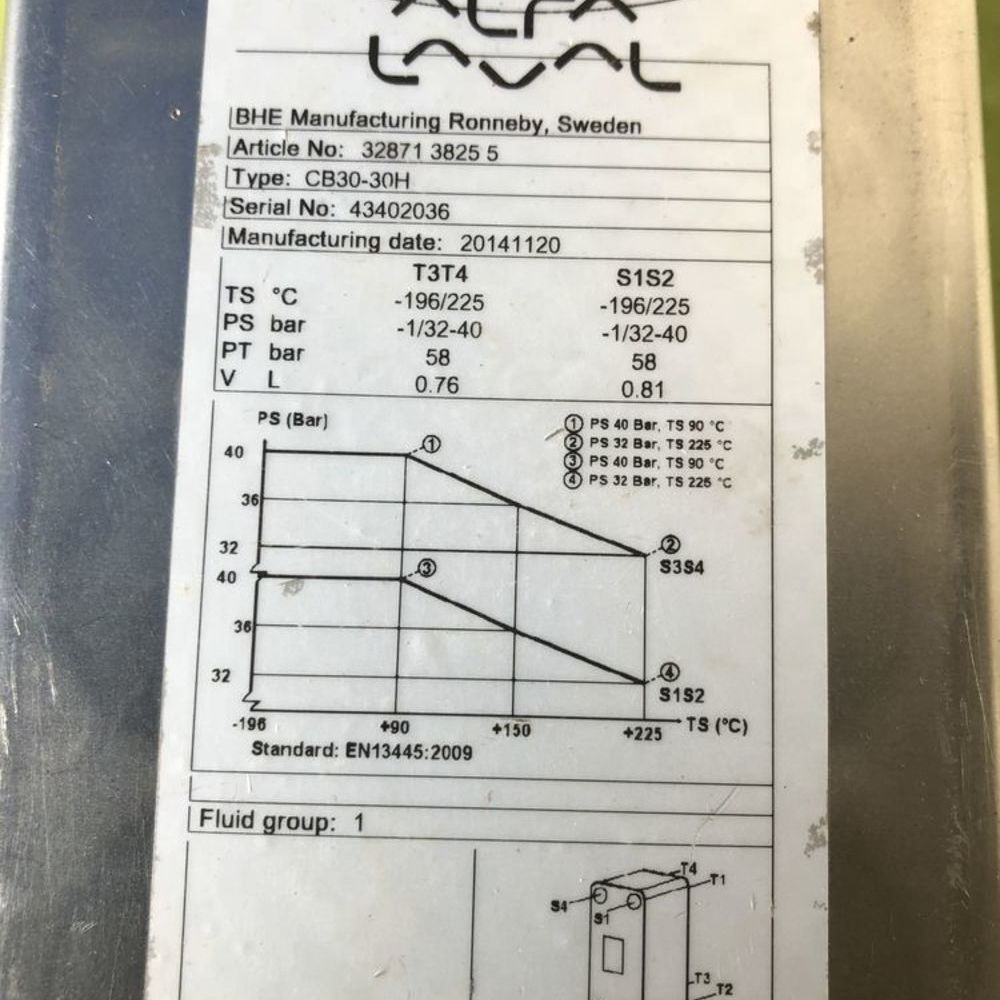 ALFA
LAVAL
BHE Manufacturing Ronneby, Sweden
Article No: 32871 3825 5
Type: CB30-30H
Serial No: 43402036
Manufacturing date: 20141120
T3T4 S1S2
TS °C -196/225 -196/225
PS bar -1/32-40 -1/32-40
PT bar 58 58
V L 0.76 0.81
PS (Bar)
① PS 40 Bar, TS 90 °C
② PS 32 Bar, TS 225 °C
③ PS 40 Bar, TS 90 °C
④ PS 32 Bar, TS 225 °C
40 ①
36
32 ②
S3S4
40 ③
36
32 ④
S1S2
-196 +90 +150 +225 TS (°C)
Standard: EN13445:2009
Fluid group: 1
T4
T1
S4
S1
T3
T2